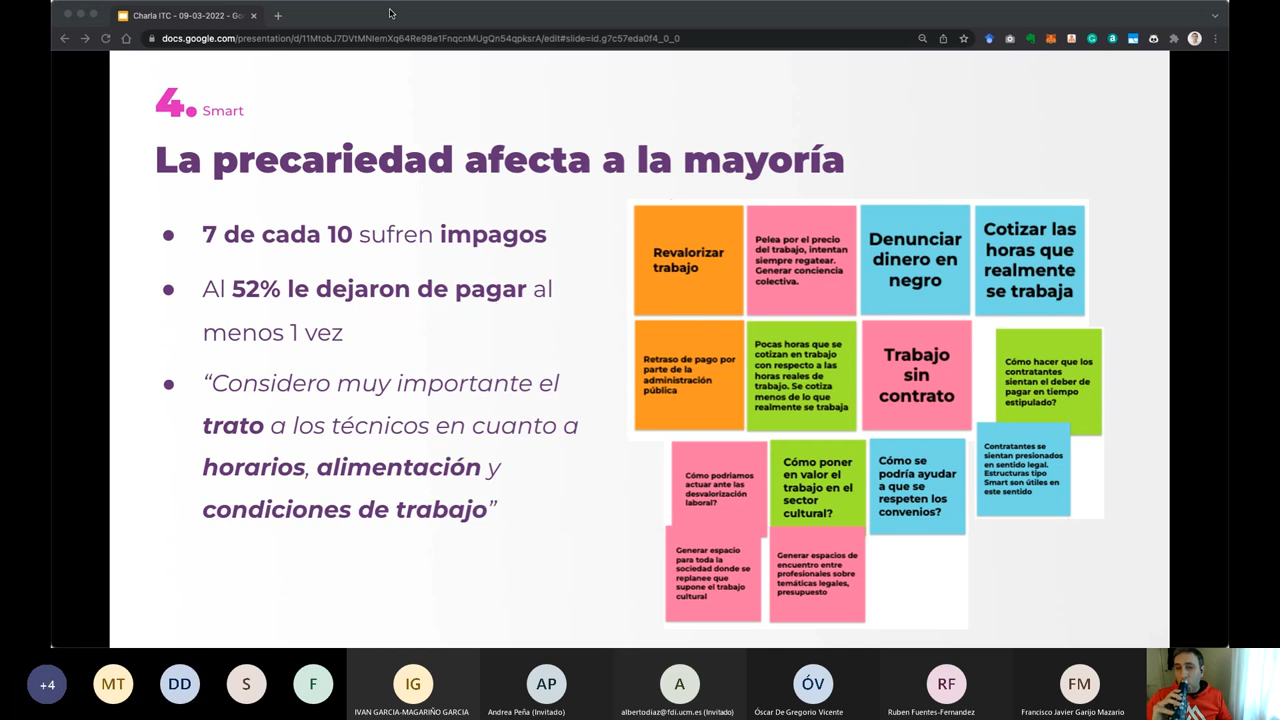 Charla ITC - 09-03-2022 - Go
docs.google.com/presentation/d/11MtobJ7DVtMNIemXq64Re9Be1FnqcnMUgQn54qpksrA/edit#slide=id.g7c57eda0f4_0_0
4. Smart
La precariedad afecta a la mayoría
● 7 de cada 10 sufren impagos
● Al 52% le dejaron de pagar al
menos 1 vez
● “Considero muy importante el
trato a los técnicos en cuanto a
horarios, alimentación y
condiciones de trabajo”
Revalorizar
trabajo
Pelea por el precio
del trabajo, intentan
siempre regatear.
Generar conciencia
colectiva.
Denunciar
dinero en
negro
Cotizar las
horas que
realmente
se trabaja
Retraso de pago por
parte de la
administración
pública
Pocas horas que se
cotizan en trabajo
con respecto a las
horas reales de
trabajo. Se cotiza
menos de lo que
realmente se trabaja
Trabajo
sin
contrato
Cómo hacer que los
contratantes
sientan el deber de
pagar en tiempo
estipulado?
Cómo podriamos
actuar ante las
desvalorización
laboral?
Cómo poner
en valor el
trabajo en el
sector
cultural?
Cómo se
podría ayudar
a que se
respeten los
convenios?
Contratantes se
sientan presionados
en sentido legal.
Estructuras tipo
Smart son útiles en
este sentido
Generar espacio
para toda la
sociedad donde se
replanee que
supone el trabajo
cultural
Generar espacios de
encuentro entre
profesionales sobre
temáticas legales,
presupuesto
+4
MT
DD
S
F
IG
IVAN GARCIA-MAGARIÑO GARCIA
AP
Andrea Peña (Invitado)
A
albertodiaz@fdi.ucm.es (Invitado)
ÓV
Óscar De Gregorio Vicente
RF
Ruben Fuentes-Fernandez
FM
Francisco Javier Garijo Mazario